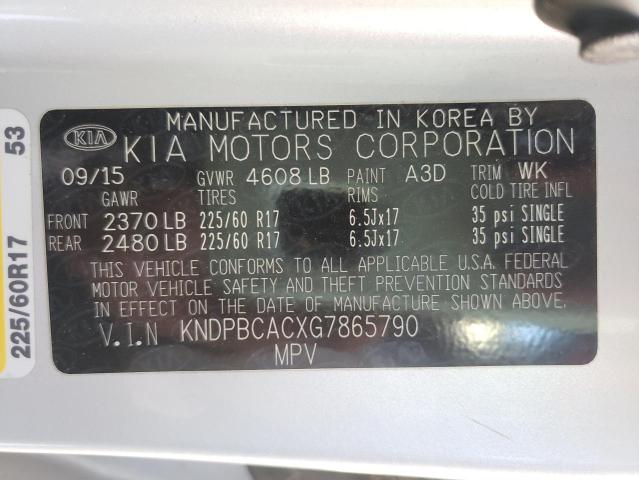 MANUFACTURED IN KOREA BY
KIA KIA MOTORS CORPORATION
09/15 GVWR 4608 LB PAINT A3D TRIM WK
GAWR TIRES RIMS COLD TIRE INFL
FRONT 2370 LB 225/60 R17 6.5Jx17 35 psi SINGLE
REAR 2480 LB 225/60 R17 6.5Jx17 35 psi SINGLE
THIS VEHICLE CONFORMS TO ALL APPLICABLE U.S.A. FEDERAL
MOTOR VEHICLE SAFETY AND THEFT PREVENTION STANDARDS
IN EFFECT ON THE DATE OF MANUFACTURE SHOWN ABOVE.
V.I.N KNDPBCACXG7865790
MPV
225/60R17 53